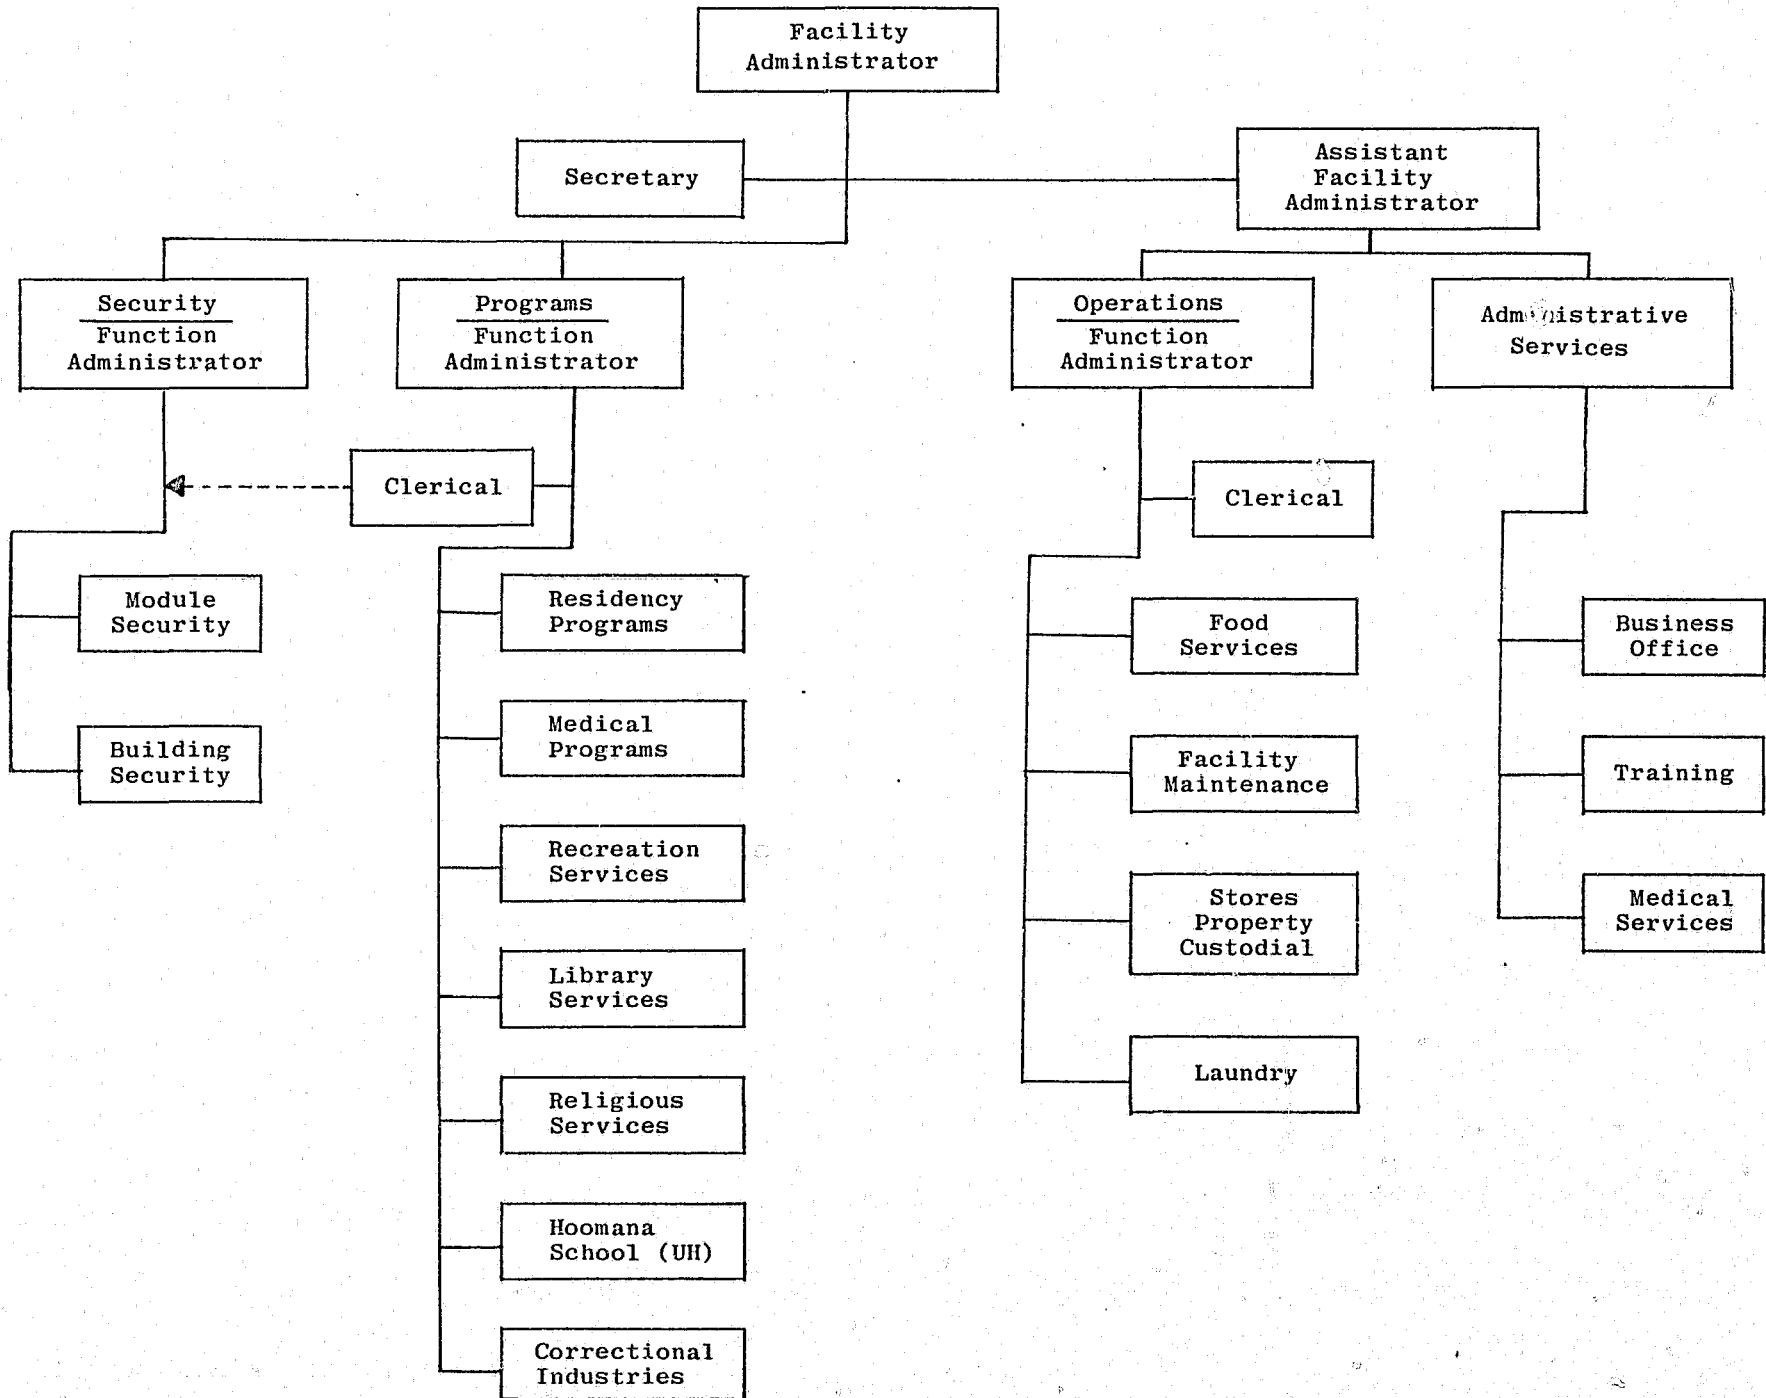 Facility
Administrator
Secretary
Assistant
Facility
Administrator
Security
Function
Administrator
Programs
Function
Administrator
Operations
Function
Administrator
Administrative
Services
Clerical
Clerical
Module
Security
Building
Security
Residency
Programs
Medical
Programs
Recreation
Services
Library
Services
Religious
Services
Hoomana
School (UH)
Correctional
Industries
Food
Services
Facility
Maintenance
Stores
Property
Custodial
Laundry
Business
Office
Training
Medical
Services